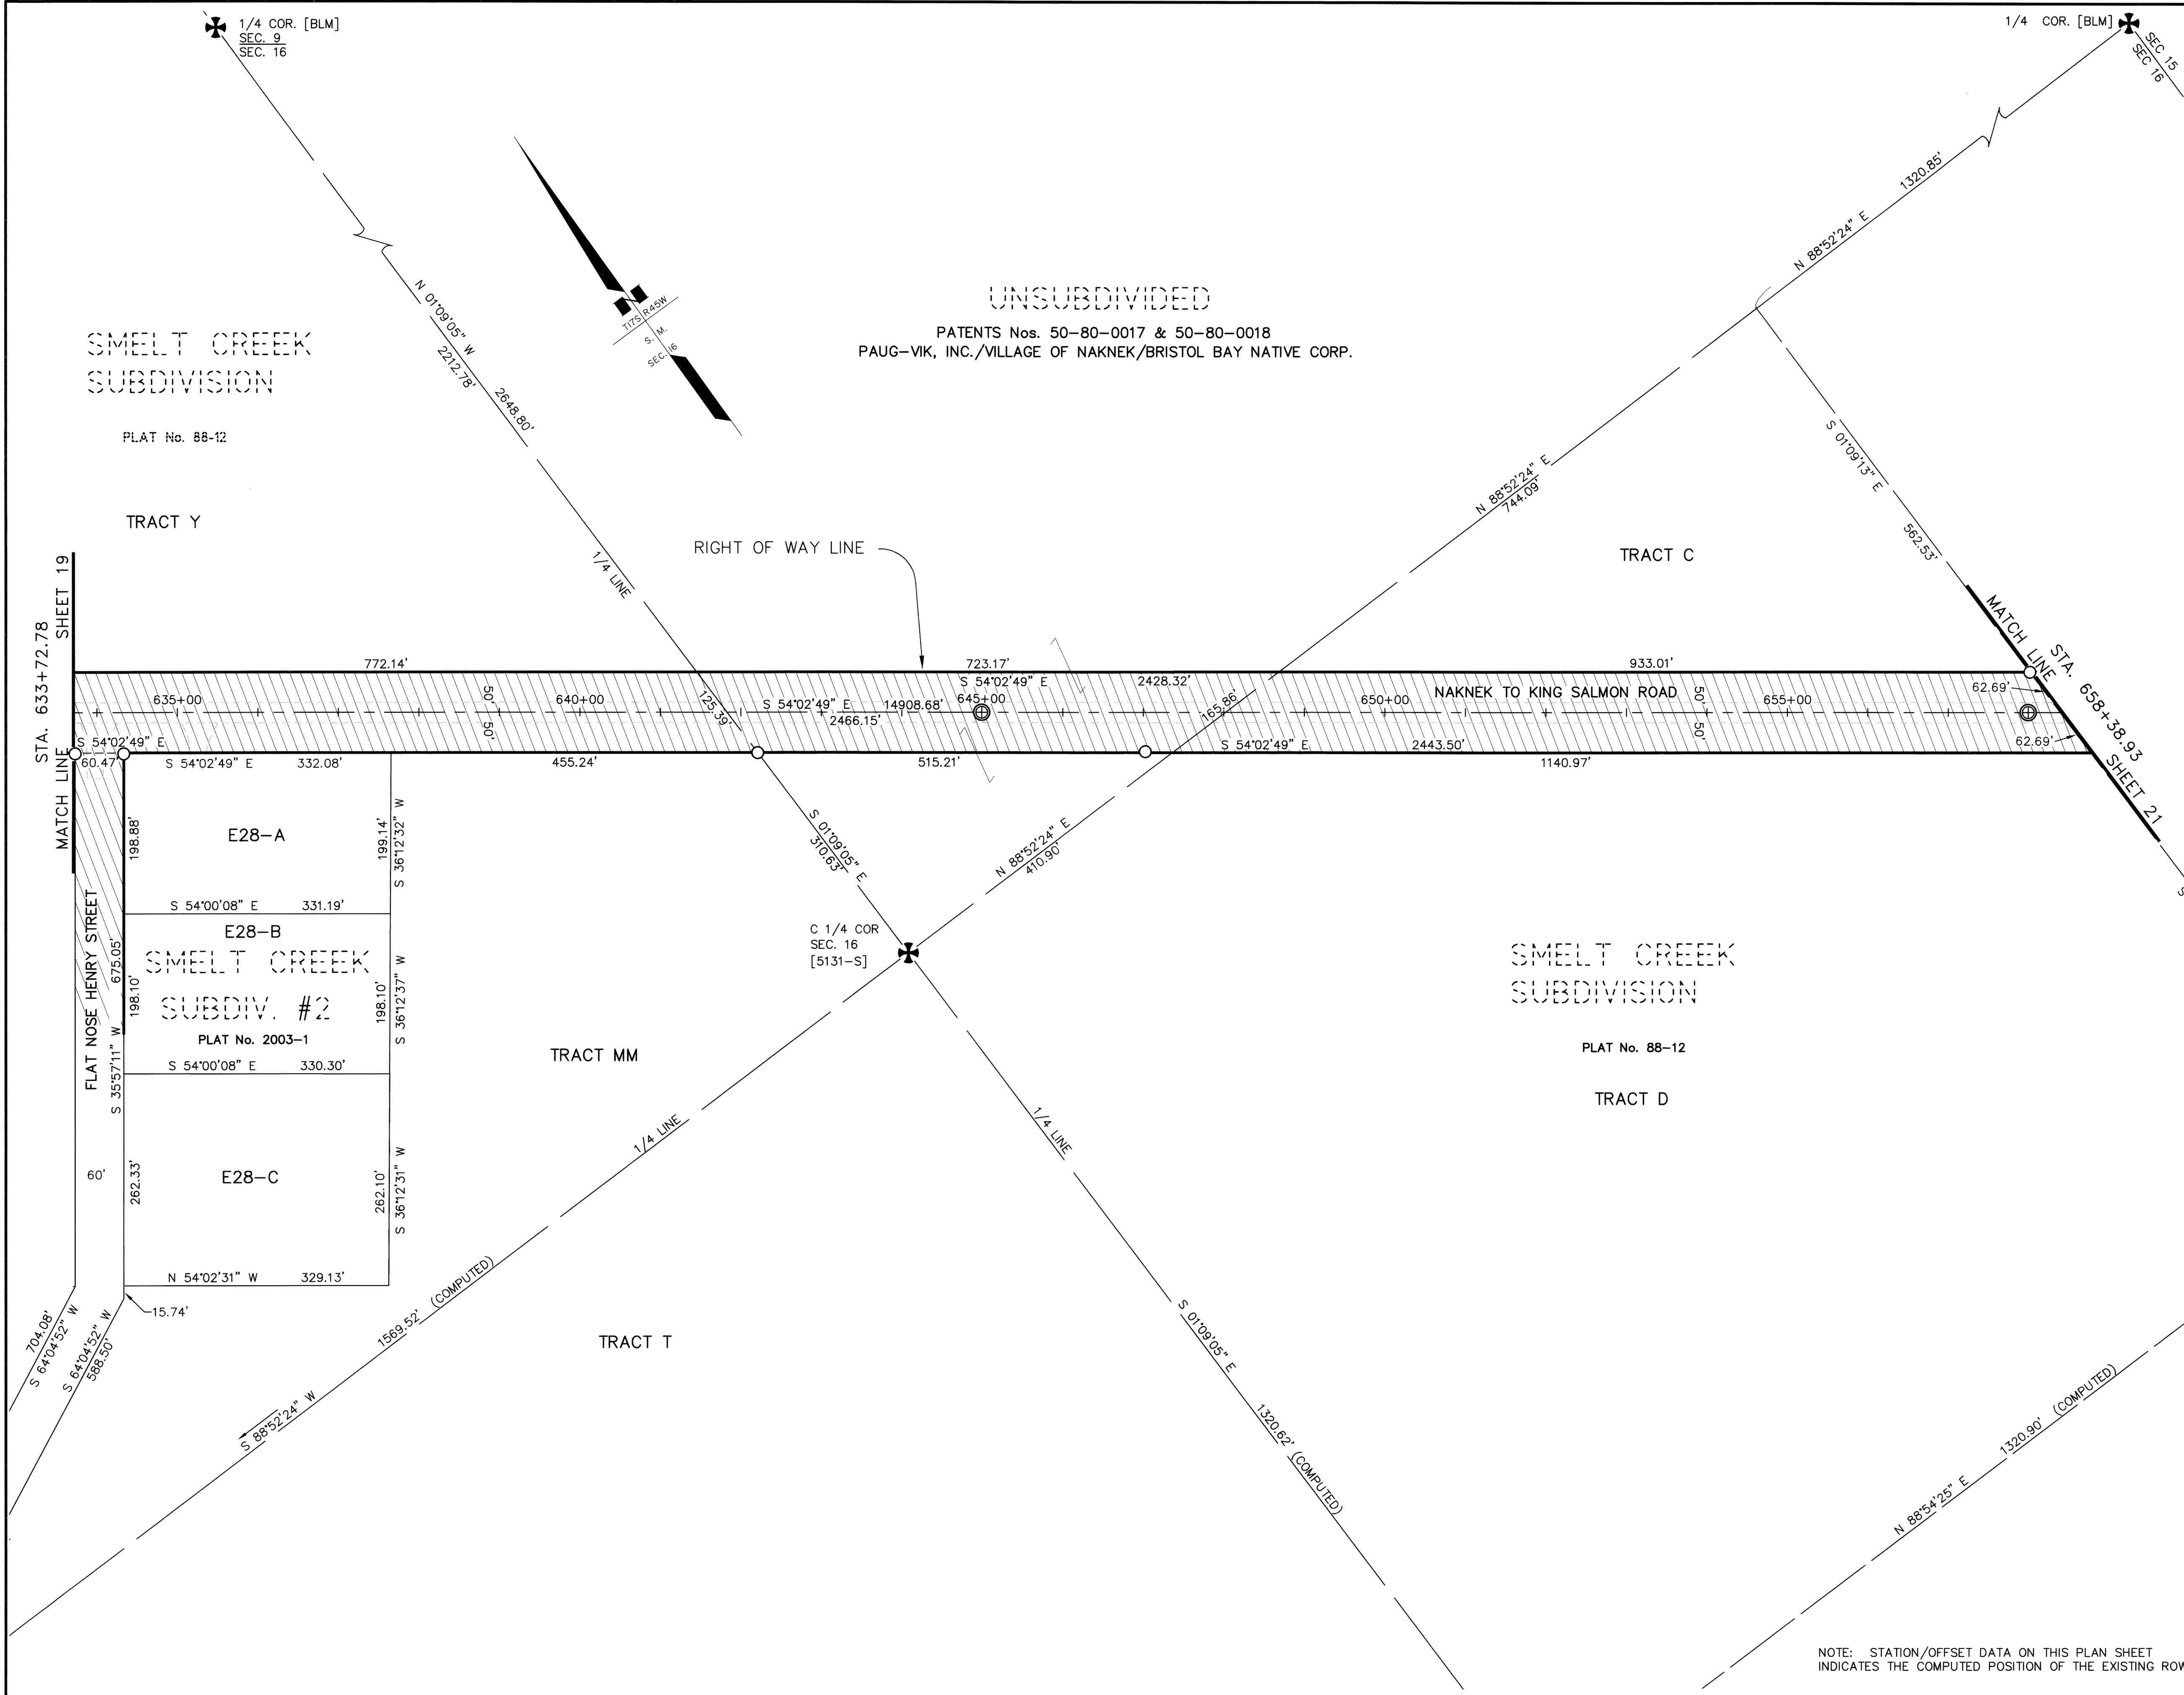 1/4 COR. [BLM]
SEC. 9
SEC. 16
1/4 COR. [BLM]
SEC 15
SEC 16
1320.85'
N 88°52'24" E
N 01°09'05" W
2212.78'
2648.80'
T17S R45W
S. M.
SEC. 16
N
UNSUBDIVIDED
PATENTS Nos. 50-80-0017 & 50-80-0018
PAUG-VIK, INC./VILLAGE OF NAKNEK/BRISTOL BAY NATIVE CORP.
SMELT CREEK
SUBDIVISION
PLAT No. 88-12
TRACT Y
S 01°09'13" E
562.53'
N 88°52'24" E
744.09'
TRACT C
RIGHT OF WAY LINE
1/4 LINE
STA. 633+72.78
MATCH LINE SHEET 19
MATCH LINE
STA. 658+38.93
SHEET 21
772.14'
723.17'
933.01'
S 54°02'49" E 2428.32'
635+00
50' 50'
640+00
125.39'
S 54°02'49" E 14908.68'
2466.15'
645+00
165.86'
650+00
NAKNEK TO KING SALMON ROAD
50' 50'
655+00
62.69'
62.69'
S 54°02'49" E
60.47'
S 54°02'49" E 332.08'
455.24'
515.21'
S 54°02'49" E 2443.50'
1140.97'
198.88'
E28-A
199.14'
S 36°12'32" W
S 01°09'05" E
310.63'
N 88°52'24" E
410.90'
S 54°00'08" E 331.19'
E28-B
SMELT CREEK
SUBDIV. #2
PLAT No. 2003-1
198.10'
198.10'
S 36°12'37" W
FLAT NOSE HENRY STREET
S 35°57'11" W 675.05'
S 54°00'08" E 330.30'
C 1/4 COR
SEC. 16
[5131-S]
SMELT CREEK
SUBDIVISION
PLAT No. 88-12
TRACT D
TRACT MM
1/4 LINE
1/4 LINE
60'
262.33'
E28-C
262.10'
S 36°12'31" W
N 54°02'31" W 329.13'
15.74'
704.08'
S 64°04'52" W
S 64°04'52" W
588.50'
1569.52' (COMPUTED)
S 88°52'24" W
TRACT T
S 01°09'05" E
1320.62' (COMPUTED)
N 88°54'25" E
1320.90' (COMPUTED)
S
NOTE: STATION/OFFSET DATA ON THIS PLAN SHEET
INDICATES THE COMPUTED POSITION OF THE EXISTING ROW